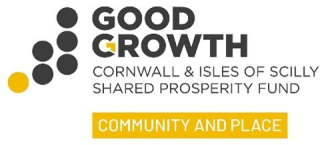 GOOD
GROWTH
CORNWALL & ISLES OF SCILLY
SHARED PROSPERITY FUND
COMMUNITY AND PLACE